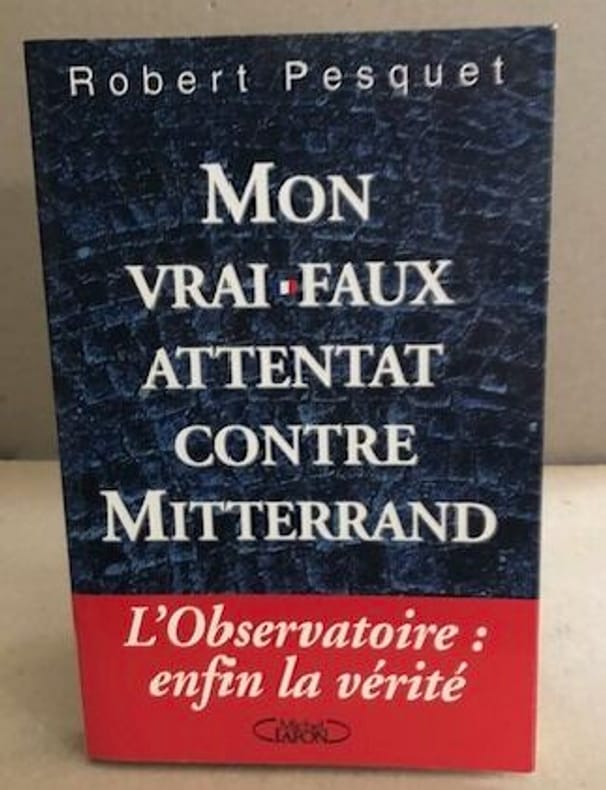 Robert Pesquet
MON
VRAI-FAUX
ATTENTAT
CONTRE
MITTERRAND
L'Observatoire :
enfin la vérité
Michel
LAFON